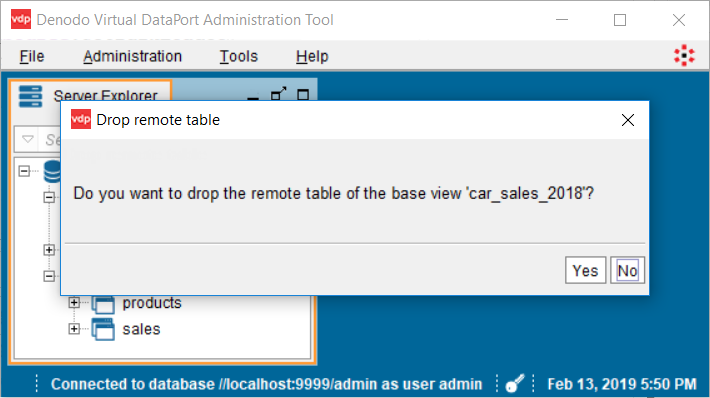 vdp Denodo Virtual DataPort Administration Tool
File Administration Tools Help
Server Explorer
vdp Drop remote table
Do you want to drop the remote table of the base view 'car_sales_2018'?
Yes No
products
sales
Connected to database //localhost:9999/admin as user admin Feb 13, 2019 5:50 PM